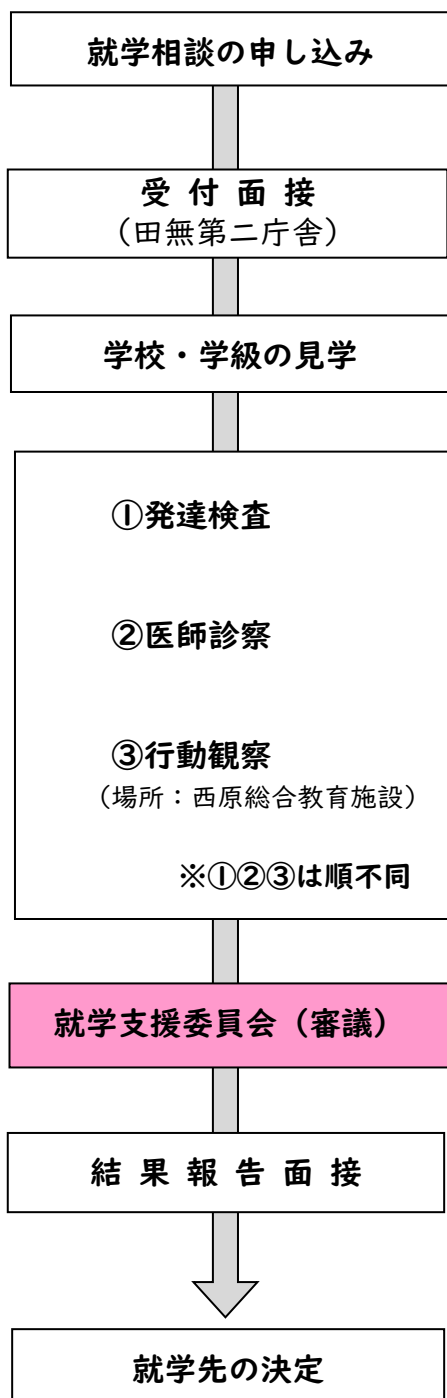 就学相談の申し込み
受付面接
（田無第二庁舎）
学校・学級の見学
①発達検査
②医師診察
③行動観察
（場所：西原総合教育施設）
※①②③は順不同
就学支援委員会（審議）
結果報告面接
就学先の決定